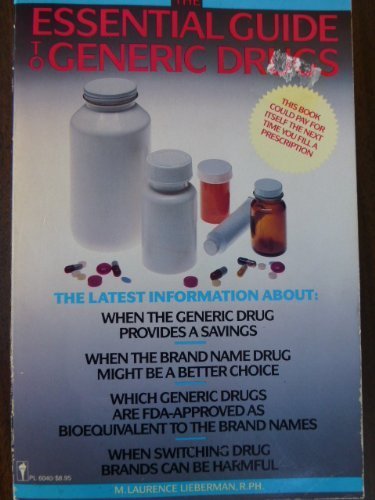 THE
ESSENTIAL GUIDE
TO GENERIC DRUGS
THIS BOOK
COULD PAY FOR
ITSELF THE NEXT
TIME YOU FILL A
PRESCRIPTION
THE LATEST INFORMATION ABOUT:
WHEN THE GENERIC DRUG
PROVIDES A SAVINGS
WHEN THE BRAND NAME DRUG
MIGHT BE A BETTER CHOICE
WHICH GENERIC DRUGS
ARE FDA-APPROVED AS
BIOEQUIVALENT TO THE BRAND NAMES
WHEN SWITCHING DRUG
BRANDS CAN BE HARMFUL
PL 6040/$8.95
M. LAURENCE LIEBERMAN, R.PH.